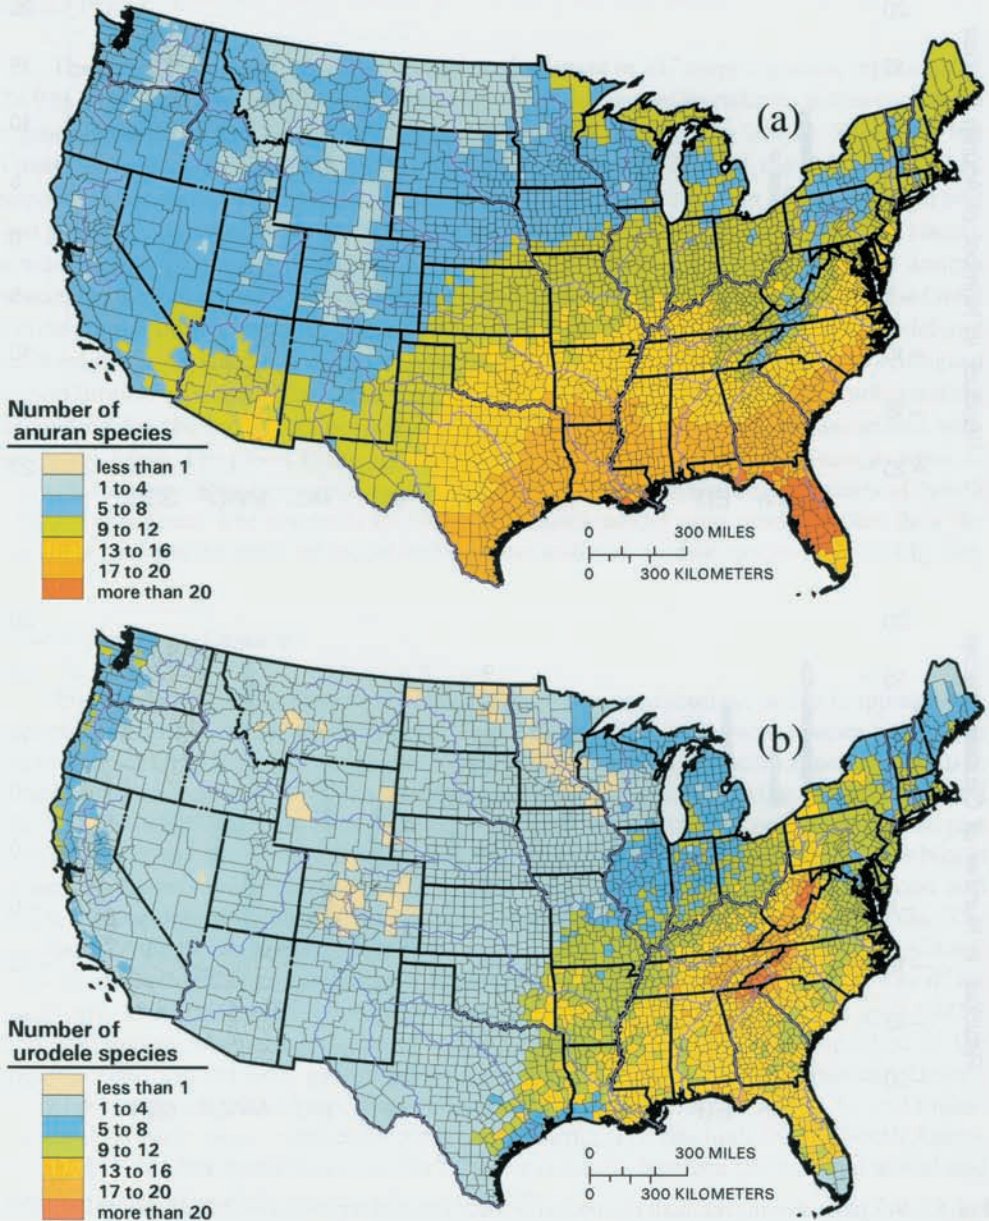 (a)
Number of
anuran species
less than 1
1 to 4
5 to 8
9 to 12
13 to 16
17 to 20
more than 20
0 300 MILES
0 300 KILOMETERS
(b)
Number of
urodele species
less than 1
1 to 4
5 to 8
9 to 12
13 to 16
17 to 20
more than 20
0 300 MILES
0 300 KILOMETERS